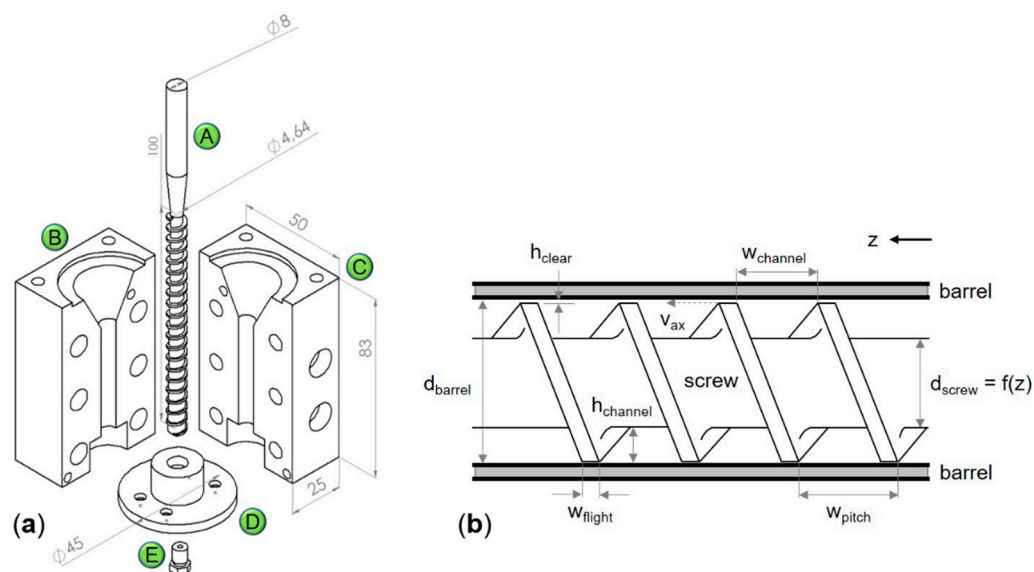 Φ8
A
100
Φ4,64
50
B
C
83
25
D
Φ45
E
(a)
z
h_clear
w_channel
barrel
v_ax
d_barrel
screw
d_screw = f(z)
h_channel
barrel
w_flight
w_pitch
(b)